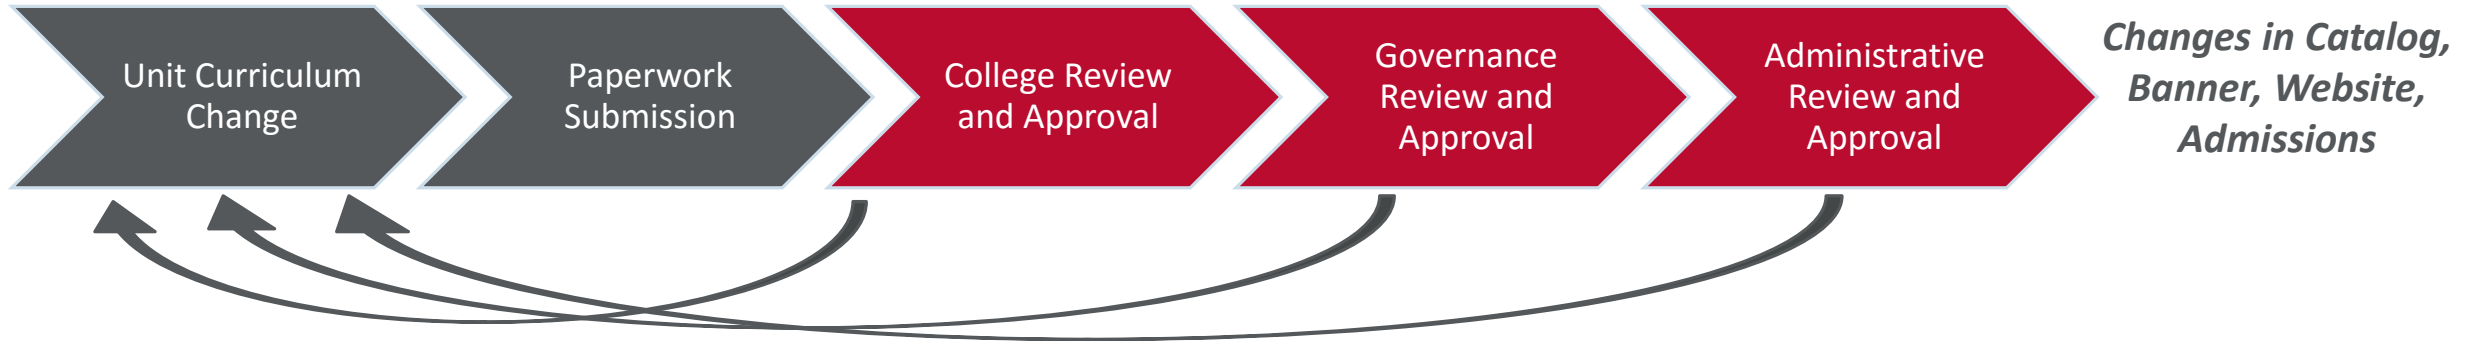 Unit Curriculum
Change
Paperwork
Submission
College Review
and Approval
Governance
Review and
Approval
Administrative
Review and
Approval
Changes in Catalog,
Banner, Website,
Admissions